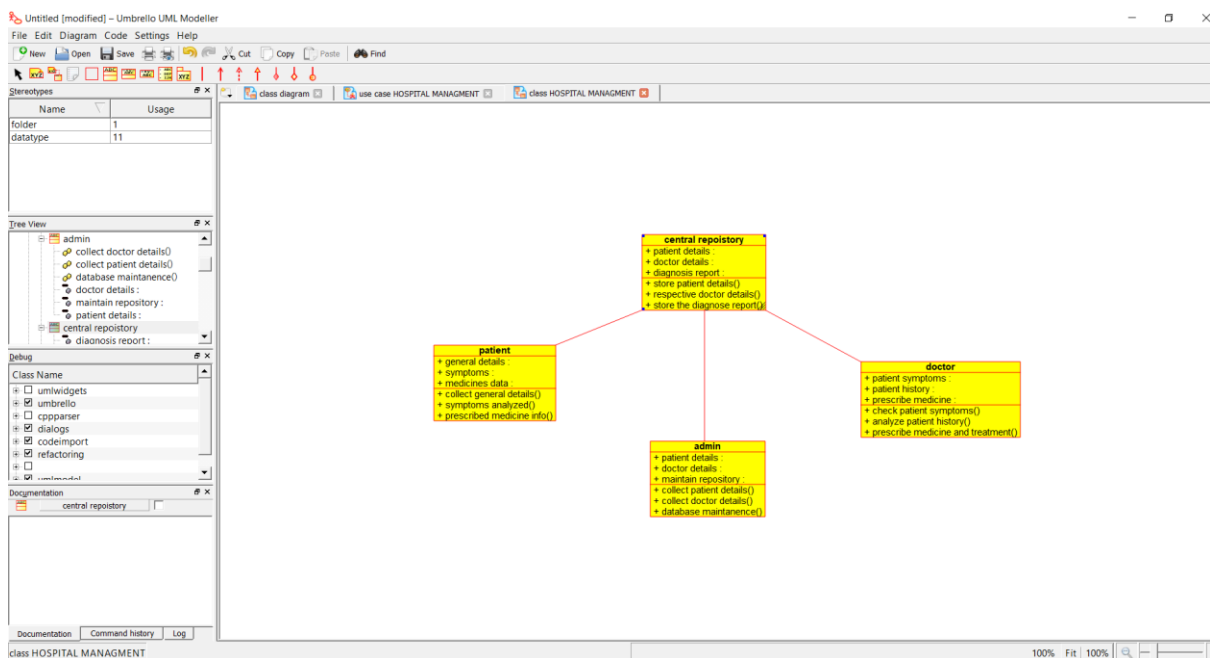 Untitled [modified] – Umbrello UML Modeller
File Edit Diagram Code Settings Help
New Open Save Cut Copy Paste Find
XYZ ABC ABC XYZ
Stereotypes
class diagram use case HOSPITAL MANAGMENT class HOSPITAL MANAGMENT
Name Usage
folder 1
datatype 11
Tree View
admin
collect doctor details()
collect patient details()
database maintanence()
doctor details :
maintain repository :
patient details :
central repoistory
diagnosis report :
Debug
Class Name
umlwidgets
umbrello
cppparser
dialogs
codeimport
refactoring
umlmodel
Documentation
central repoistory
Documentation Command history Log
class HOSPITAL MANAGMENT
central repoistory
+ patient details :
+ doctor details :
+ diagnosis report :
+ store patient details()
+ respective doctor details()
+ store the diagnose report()
patient
+ general details :
+ symptoms :
+ medicines data :
+ collect general details()
+ symptoms analyzed()
+ prescribed medicine info()
doctor
+ patient symptoms :
+ patient history :
+ prescribe medicine :
+ check patient symptoms()
+ analyze patient history()
+ prescribe medicine and treatment()
admin
+ patient details :
+ doctor details :
+ maintain repository :
+ collect patient details()
+ collect doctor details()
+ database maintanence()
100% Fit 100%